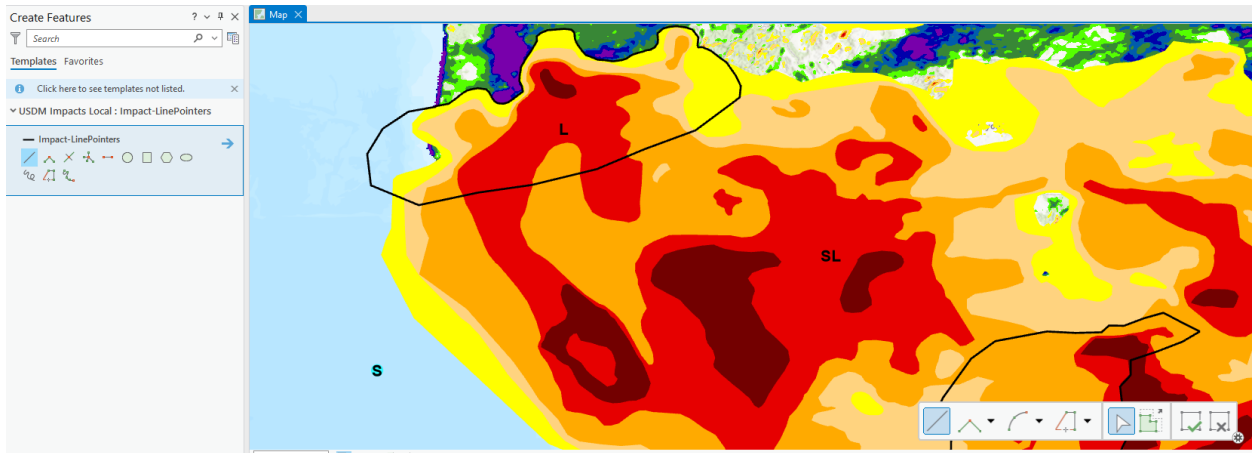 Create Features
Search
Templates Favorites
Click here to see templates not listed.
USDM Impacts Local : Impact-LinePointers
Impact-LinePointers
Map
L
SL
S